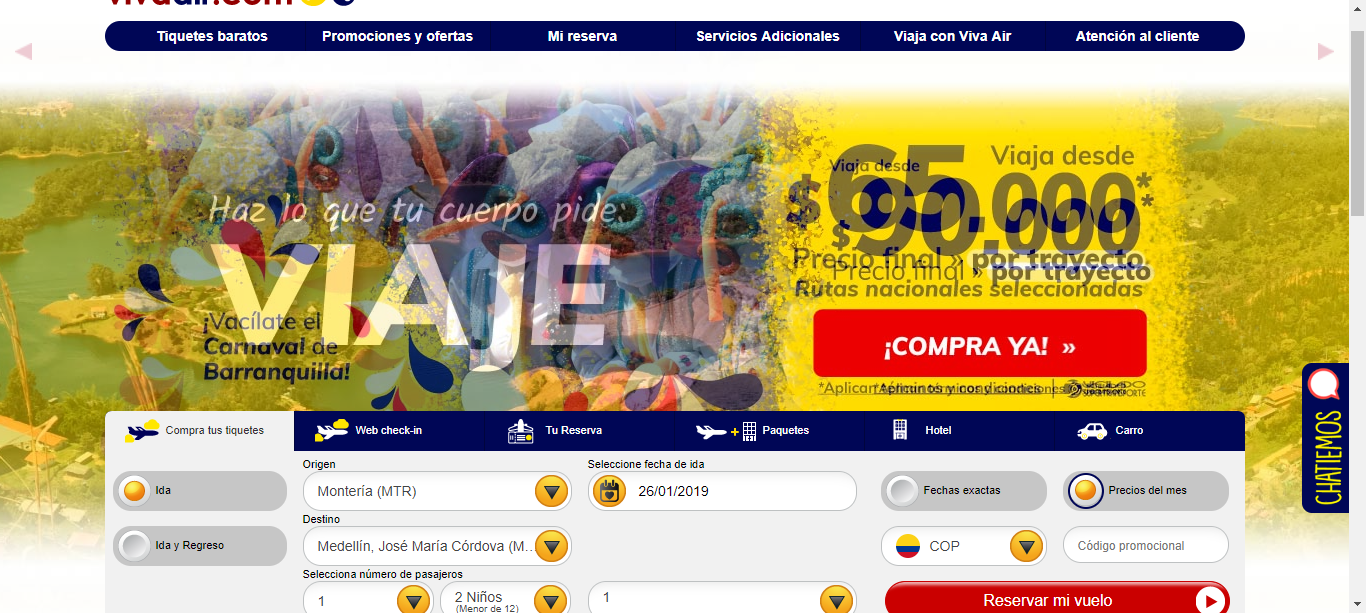 vivaair.com
Tiquetes baratos
Promociones y ofertas
Mi reserva
Servicios Adicionales
Viaja con Viva Air
Atención al cliente
Haz lo que tu cuerpo pide:
VIAJE
¡Vacílate el
Carnaval de
Barranquilla!
Viaja desde
Viaja desde
$65.000*
$90.000*
Precio final » por trayecto
Precio final » por trayecto
Rutas nacionales seleccionadas
¡COMPRA YA! »
CHATIEMOS
Compra tus tiquetes
Web check-in
Tu Reserva
Paquetes
Hotel
Carro
Origen
Seleccione fecha de ida
Ida
Montería (MTR)
26/01/2019
Fechas exactas
Precios del mes
Destino
Ida y Regreso
Medellín, José María Córdova (M...
COP
Código promocional
Selecciona número de pasajeros
1
2 Niños
(Menor de 12)
1
Reservar mi vuelo